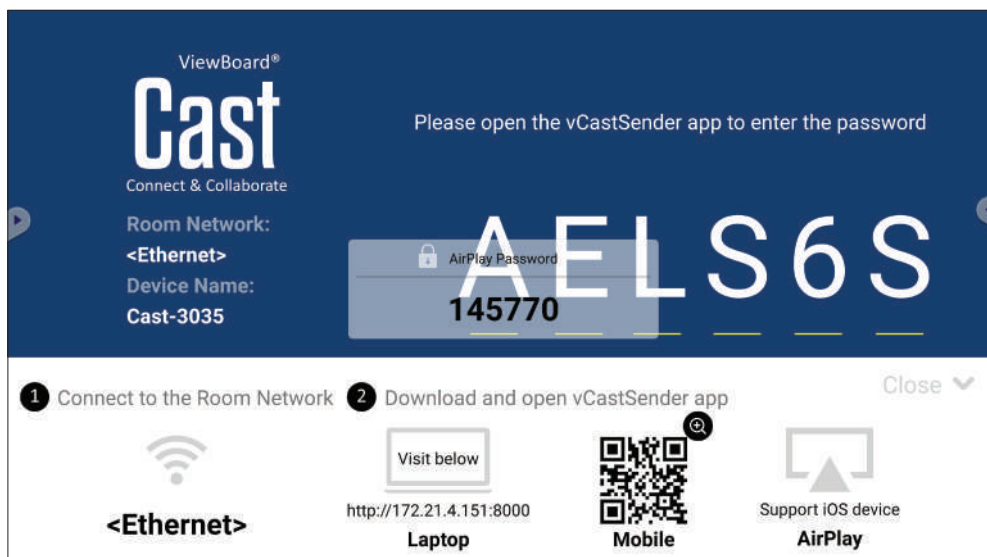 ViewBoard®
Cast
Connect & Collaborate
Room Network:
<Ethernet>
Device Name:
Cast-3035
Please open the vCastSender app to enter the password
AELS6S
AirPlay Password
145770
Close
1 Connect to the Room Network
<Ethernet>
2 Download and open vCastSender app
Visit below
http://172.21.4.151:8000
Laptop
Mobile
Support iOS device
AirPlay